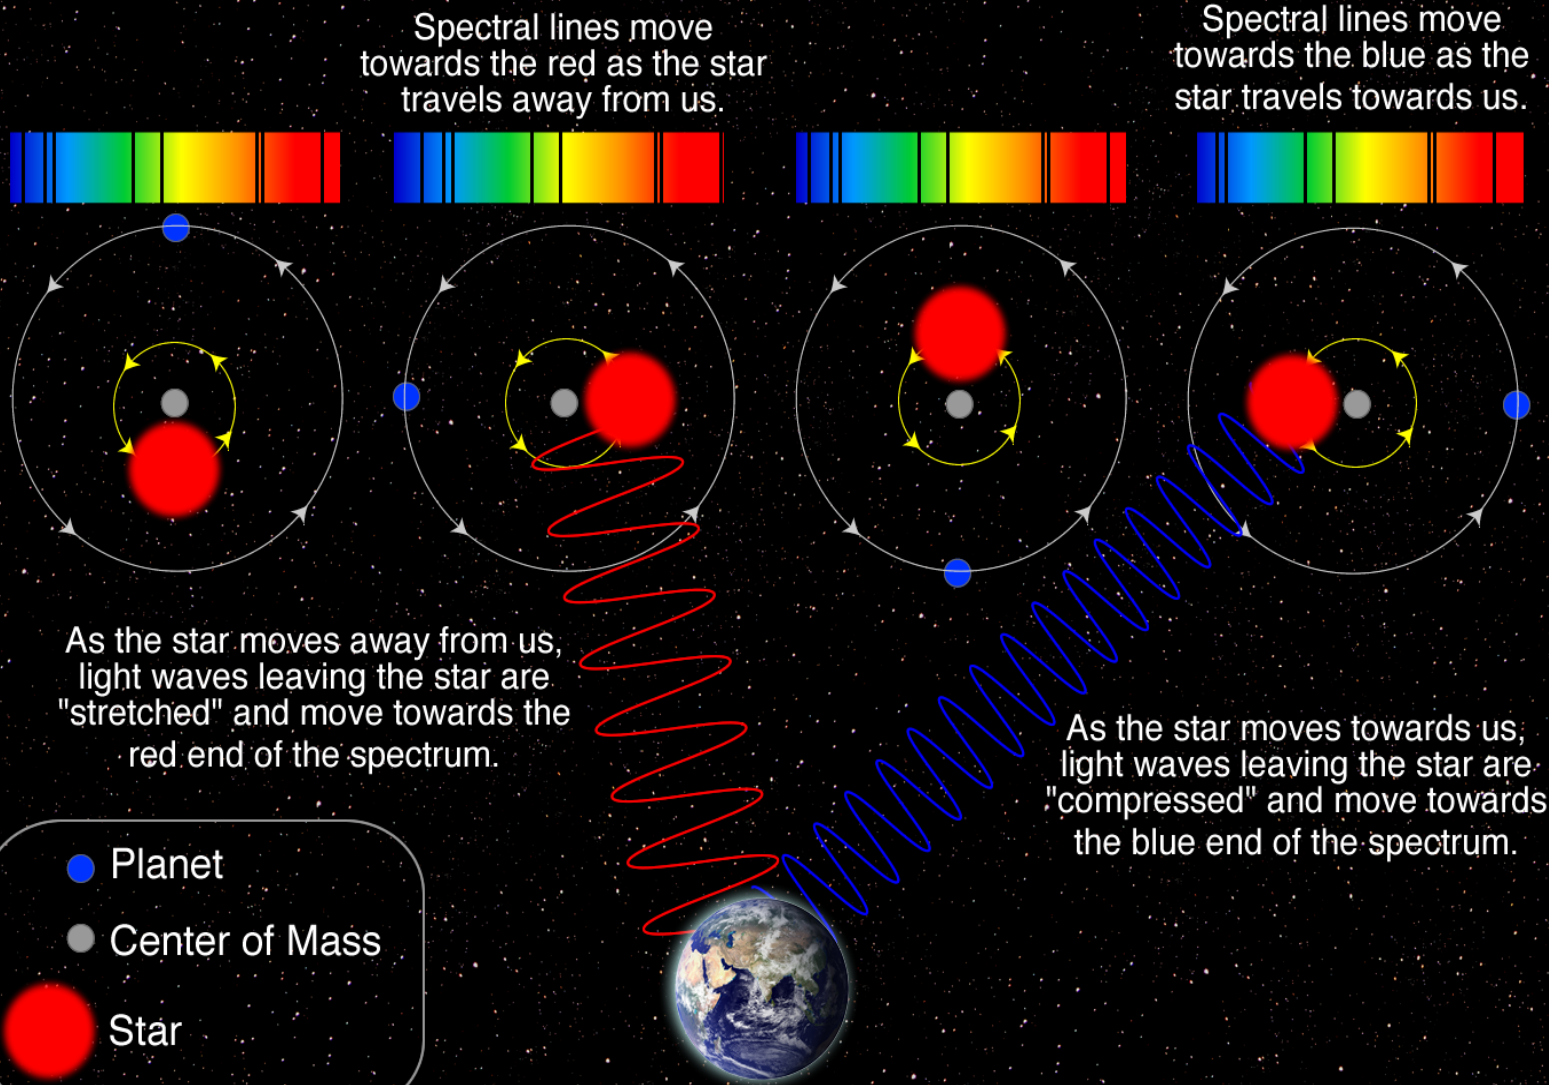 Spectral lines move
towards the red as the star
travels away from us.
Spectral lines move
towards the blue as the
star travels towards us.
As the star moves away from us,
light waves leaving the star are
"stretched" and move towards the
red end of the spectrum.
As the star moves towards us,
light waves leaving the star are
"compressed" and move towards
the blue end of the spectrum.
Planet
Center of Mass
Star